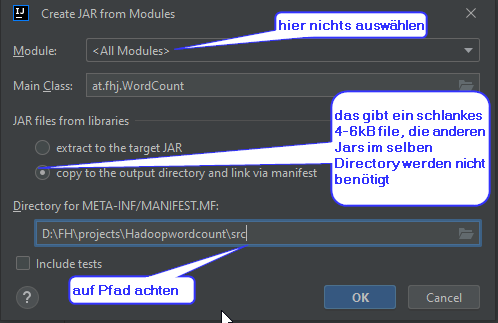 Create JAR from Modules
hier nichts auswählen
Module: <All Modules>
Main Class: at.fhj.WordCount
JAR files from libraries
extract to the target JAR
copy to the output directory and link via manifest
das gibt ein schlankes
4-6kB file, die anderen
Jars im selben
Directory werden nicht
benötigt
Directory for META-INF/MANIFEST.MF:
D:\FH\projects\Hadoopwordcount\src
Include tests
auf Pfad achten
? OK Cancel